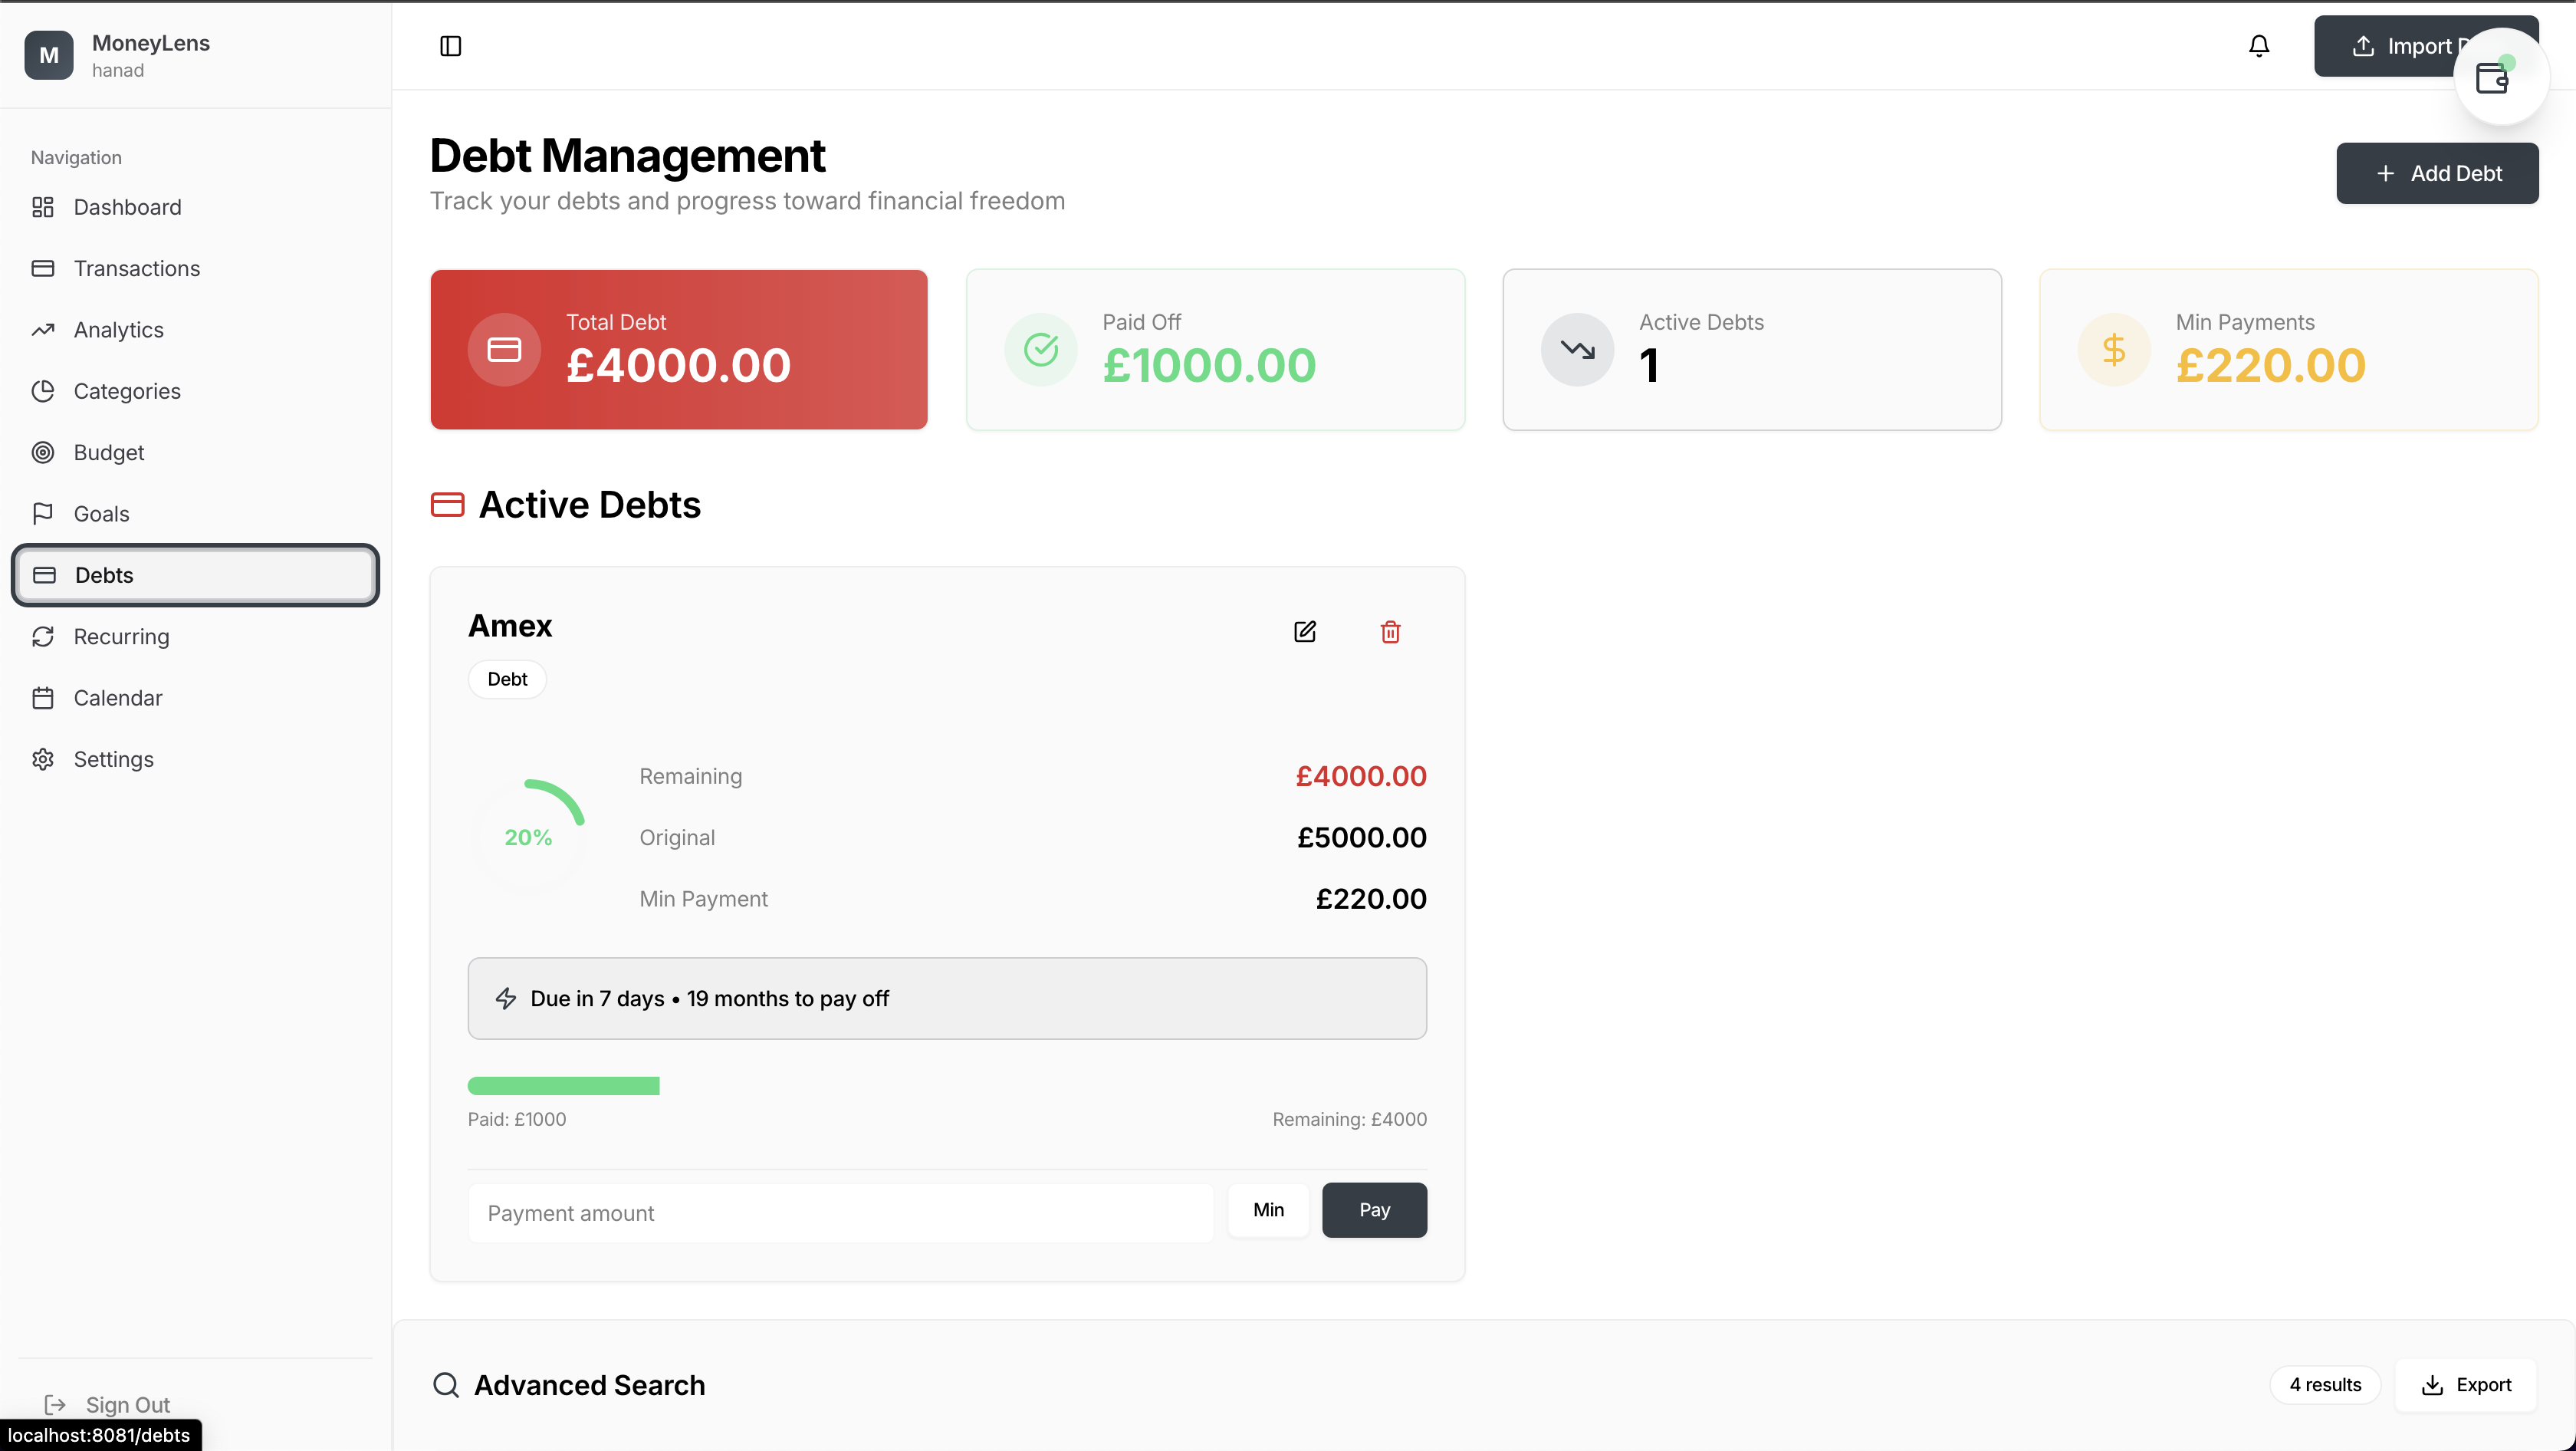 M
MoneyLens
hanad
Navigation
Dashboard
Transactions
Analytics
Categories
Budget
Goals
Debts
Recurring
Calendar
Settings
Sign Out
localhost:8081/debts
Import
Debt Management
Track your debts and progress toward financial freedom
+ Add Debt
Total Debt
£4000.00
Paid Off
£1000.00
Active Debts
1
$
Min Payments
£220.00
Active Debts
Amex
Debt
20%
Remaining £4000.00
Original £5000.00
Min Payment £220.00
Due in 7 days • 19 months to pay off
Paid: £1000 Remaining: £4000
Payment amount Min Pay
Advanced Search 4 results Export